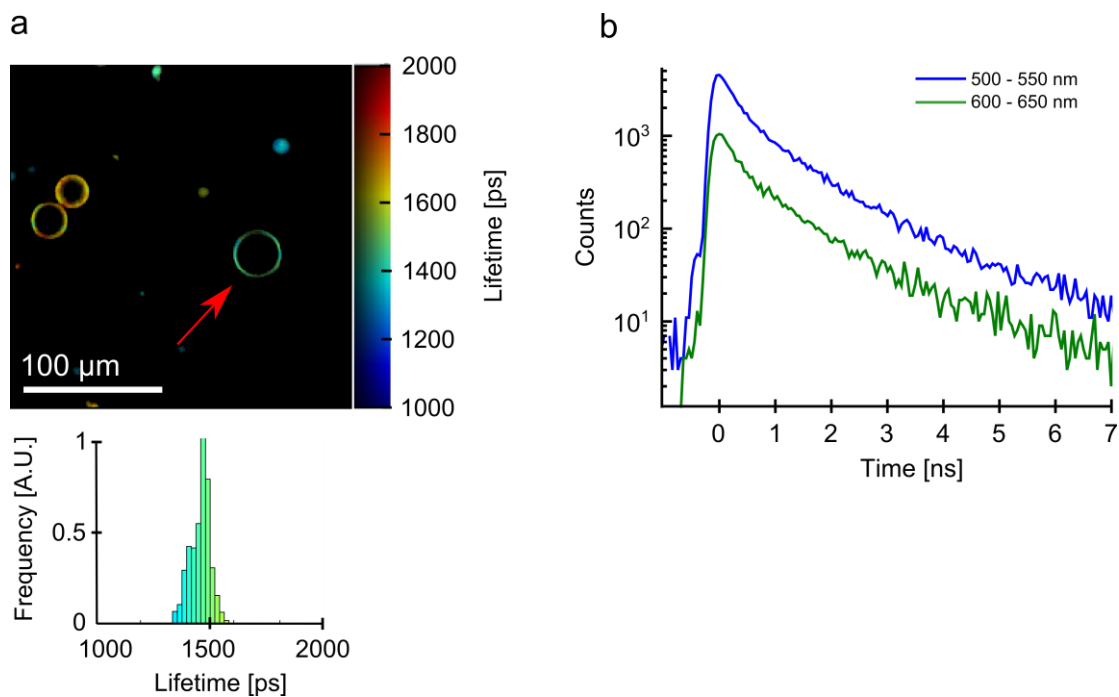 a
2000
1800
1600
1400
1200
1000
Lifetime [ps]
100 µm
1
0.5
0
Frequency [A.U.]
1000
1500
2000
Lifetime [ps]
b
500 - 550 nm
600 - 650 nm
10³
10²
10¹
Counts
0 1 2 3 4 5 6 7
Time [ns]